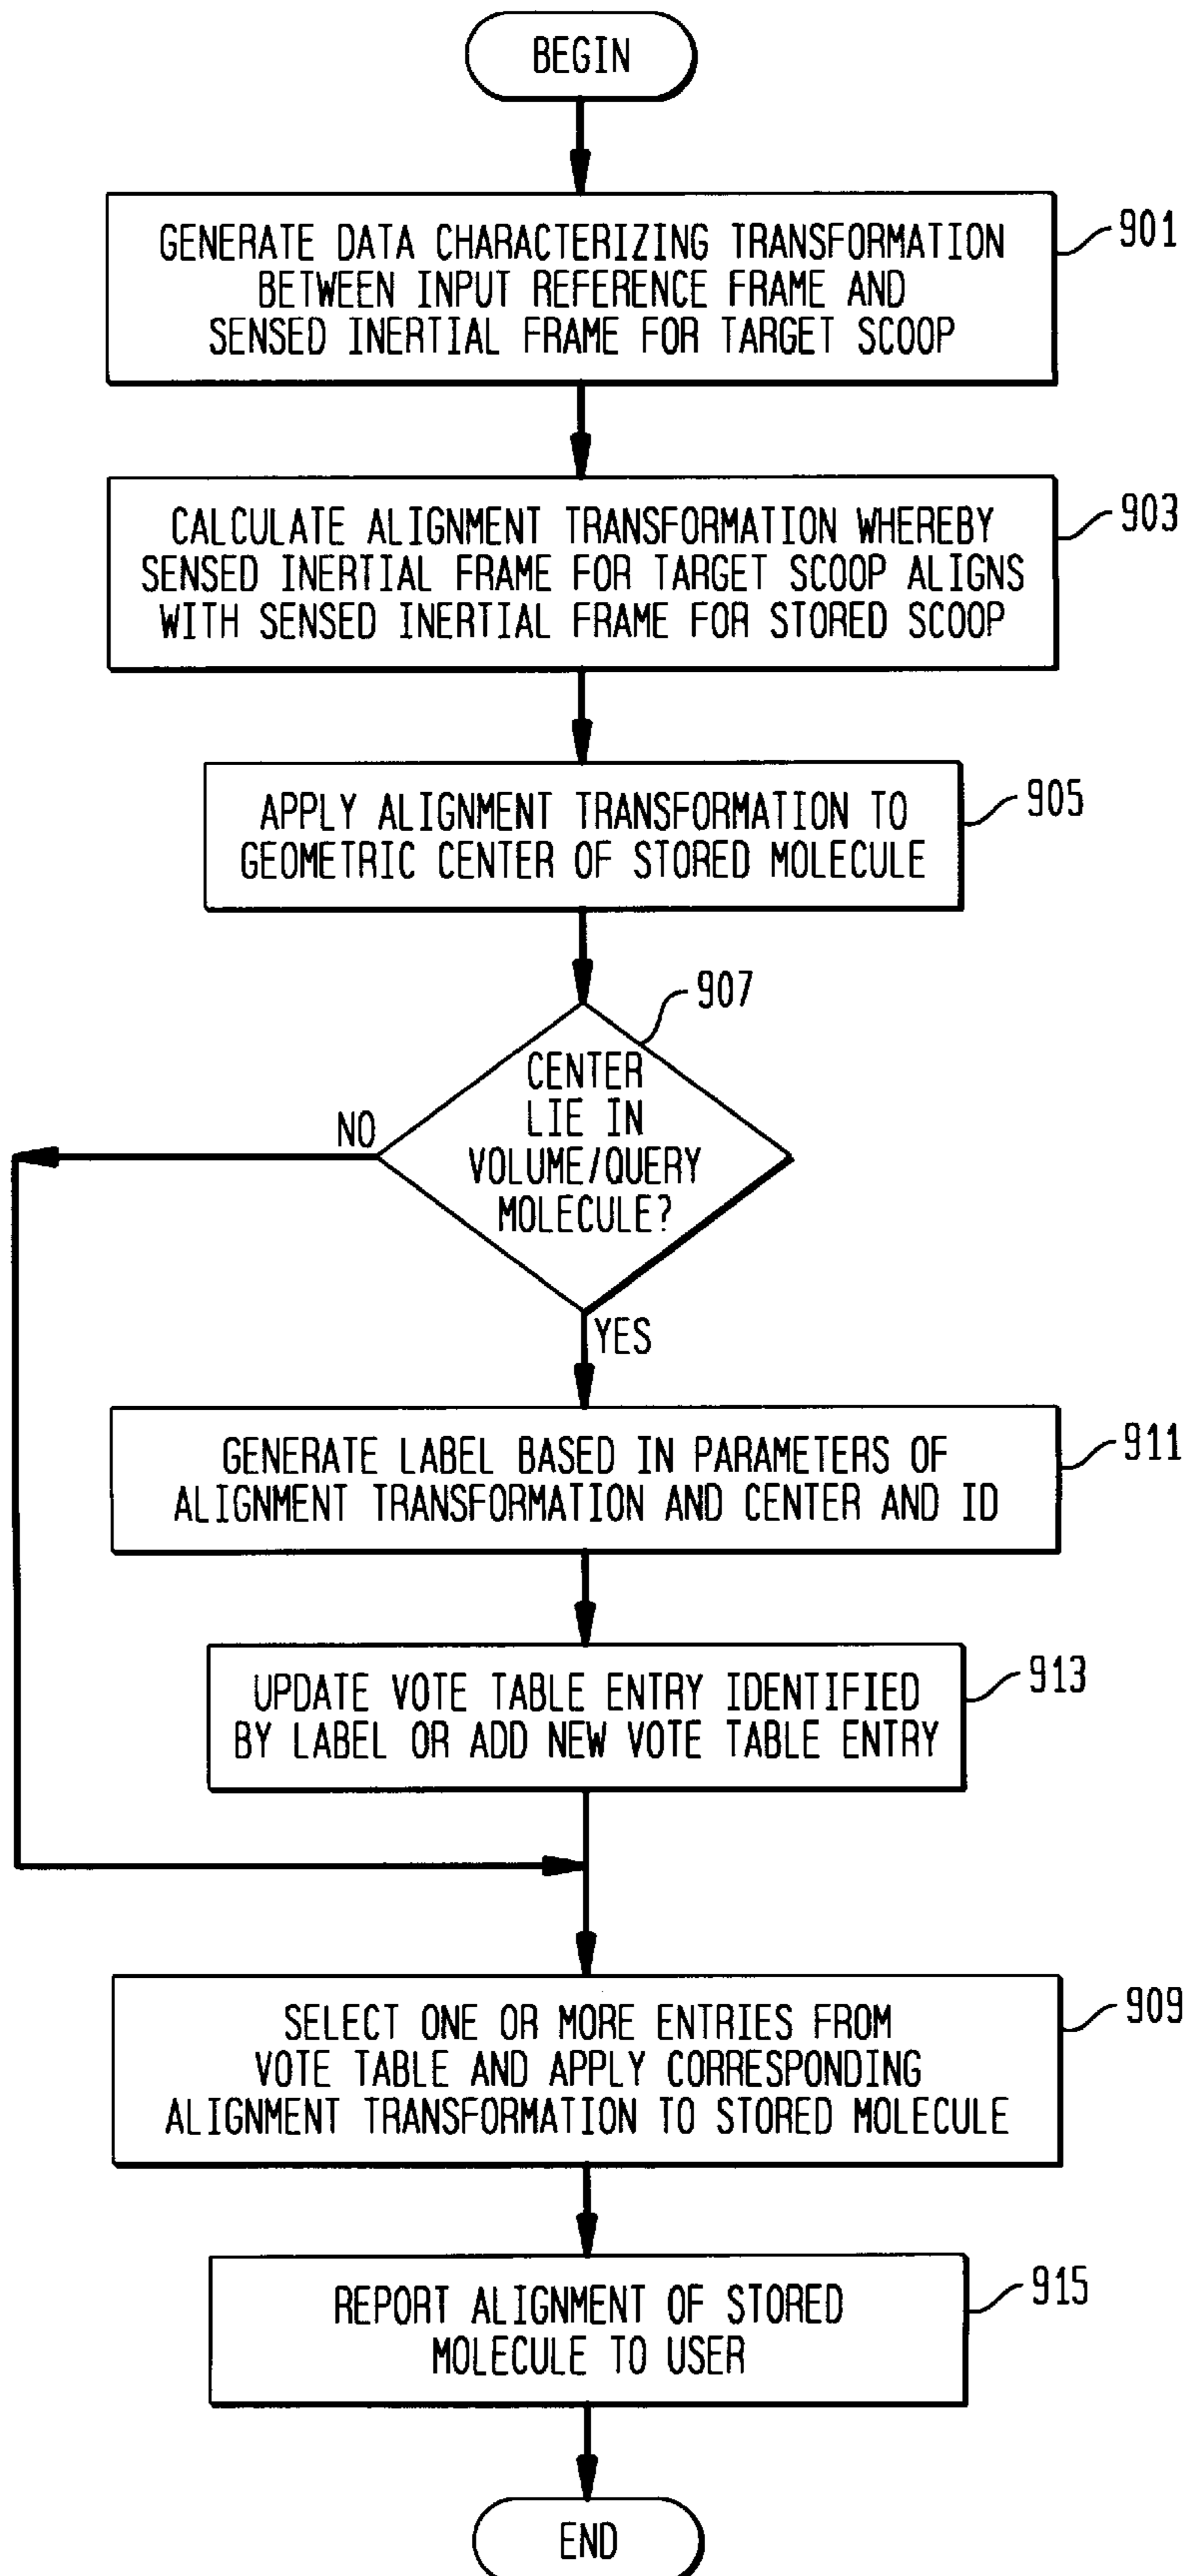 BEGIN
GENERATE DATA CHARACTERIZING TRANSFORMATION
BETWEEN INPUT REFERENCE FRAME AND
SENSED INERTIAL FRAME FOR TARGET SCOOP
901
CALCULATE ALIGNMENT TRANSFORMATION WHEREBY
SENSED INERTIAL FRAME FOR TARGET SCOOP ALIGNS
WITH SENSED INERTIAL FRAME FOR STORED SCOOP
903
APPLY ALIGNMENT TRANSFORMATION TO
GEOMETRIC CENTER OF STORED MOLECULE
905
907
CENTER
LIE IN
VOLUME/QUERY
MOLECULE?
NO
YES
GENERATE LABEL BASED IN PARAMETERS OF
ALIGNMENT TRANSFORMATION AND CENTER AND ID
911
UPDATE VOTE TABLE ENTRY IDENTIFIED
BY LABEL OR ADD NEW VOTE TABLE ENTRY
913
SELECT ONE OR MORE ENTRIES FROM
VOTE TABLE AND APPLY CORRESPONDING
ALIGNMENT TRANSFORMATION TO STORED MOLECULE
909
REPORT ALIGNMENT OF STORED
MOLECULE TO USER
915
END